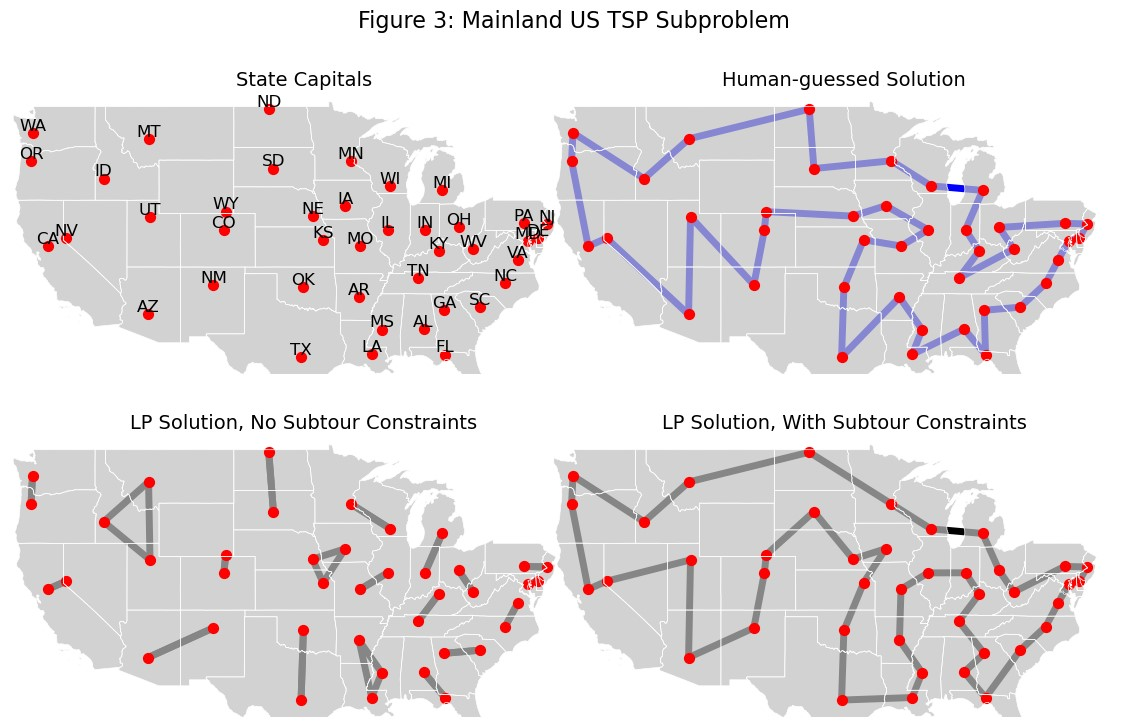 Figure 3: Mainland US TSP Subproblem
State Capitals
Human-guessed Solution
ND
WA
MT
OR
MN
SD
ID
WI
MI
UT
WY
NE
IA
CO
KS
MO
IL
IN
OH
PA
NJ
CA
NV
KY
WV
MD
DE
VA
NM
OK
TN
NC
AZ
AR
GA
SC
MS
AL
TX
LA
FL
LP Solution, No Subtour Constraints
LP Solution, With Subtour Constraints